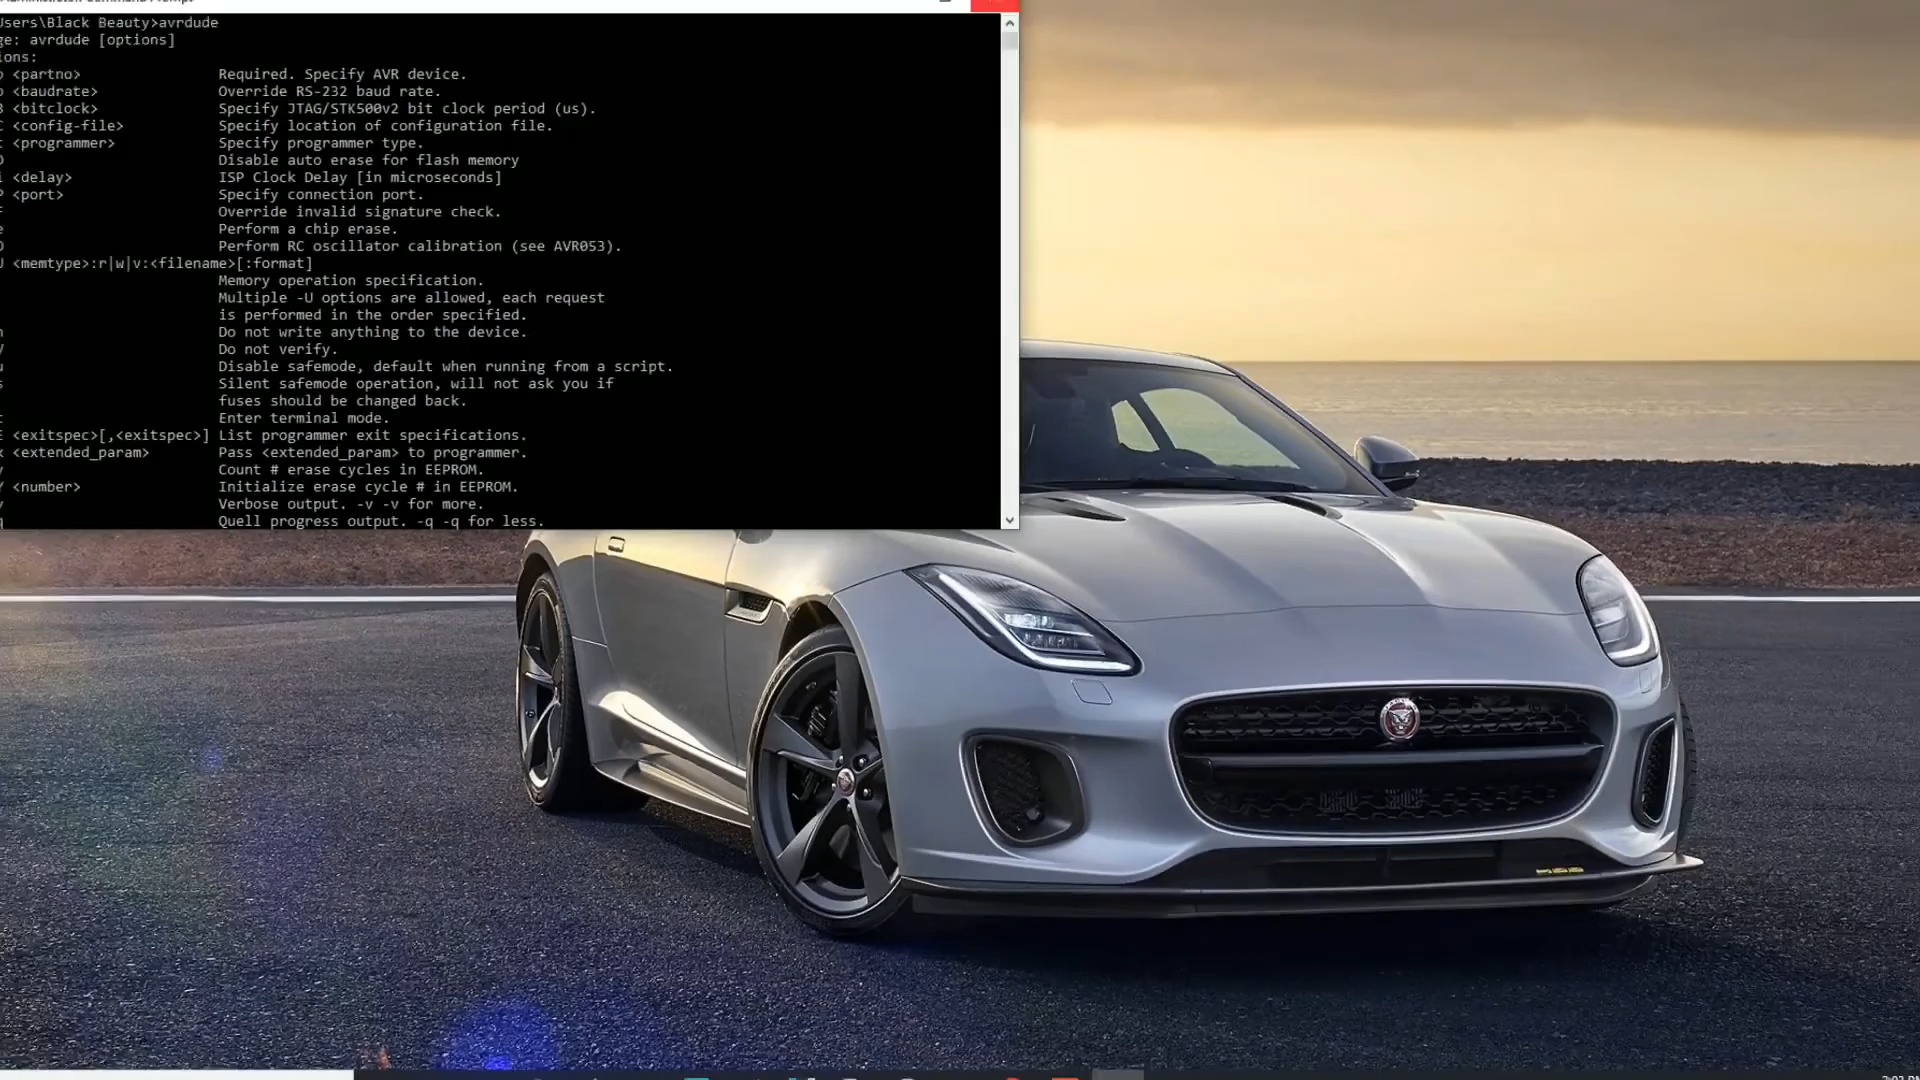 Users\Black Beauty>avrdude
ge: avrdude [options]
ions:
<partno> Required. Specify AVR device.
<baudrate> Override RS-232 baud rate.
<bitclock> Specify JTAG/STK500v2 bit clock period (us).
<config-file> Specify location of configuration file.
<programmer> Specify programmer type.
Disable auto erase for flash memory
<delay> ISP Clock Delay [in microseconds]
<port> Specify connection port.
Override invalid signature check.
Perform a chip erase.
Perform RC oscillator calibration (see AVR053).
<memtype>:r|w|v:<filename>[:format]
Memory operation specification.
Multiple -U options are allowed, each request
is performed in the order specified.
Do not write anything to the device.
Do not verify.
Disable safemode, default when running from a script.
Silent safemode operation, will not ask you if
fuses should be changed back.
Enter terminal mode.
<exitspec>[,<exitspec>] List programmer exit specifications.
<extended_param> Pass <extended_param> to programmer.
Count # erase cycles in EEPROM.
<number> Initialize erase cycle # in EEPROM.
Verbose output. -v -v for more.
Quell progress output. -q -q for less.